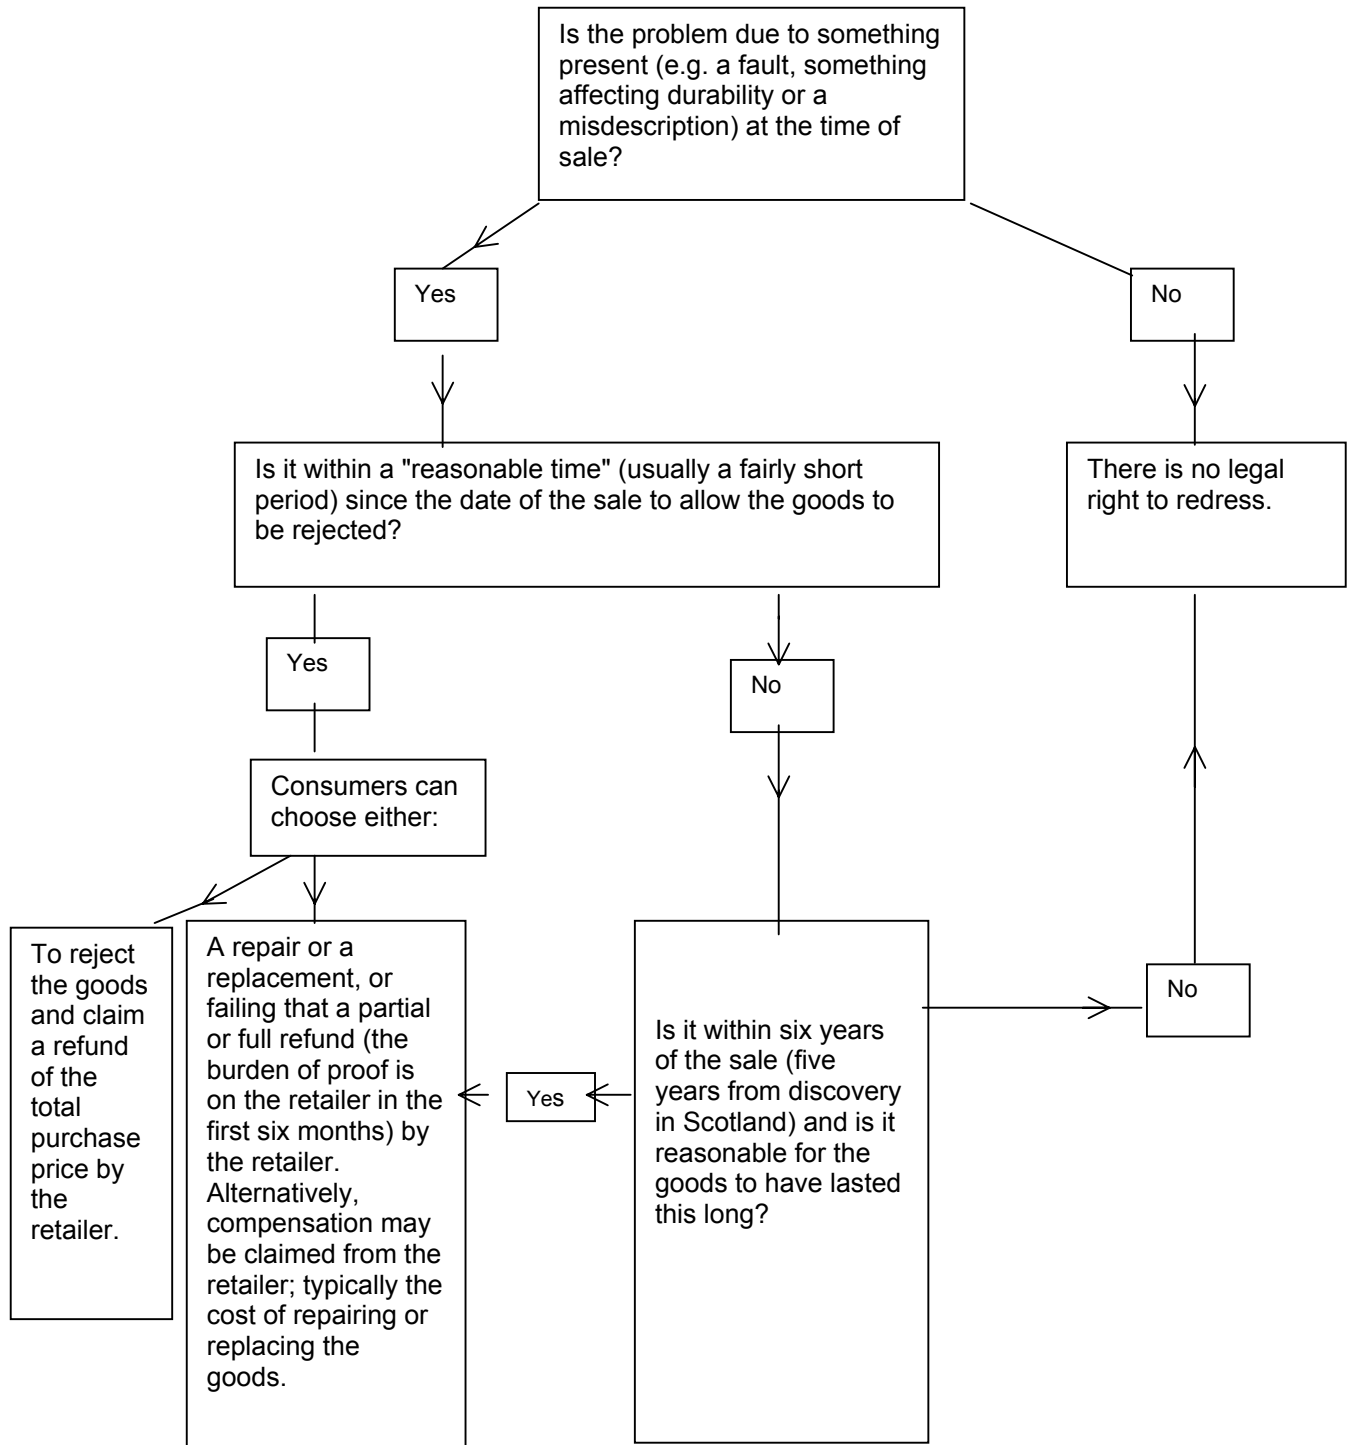 Is the problem due to something
present (e.g. a fault, something
affecting durability or a
misdescription) at the time of
sale?
Yes
No
Is it within a "reasonable time" (usually a fairly short
period) since the date of the sale to allow the goods to
be rejected?
There is no legal
right to redress.
Yes
No
Consumers can
choose either:
To reject
the goods
and claim
a refund
of the
total
purchase
price by
the
retailer.
A repair or a
replacement, or
failing that a partial
or full refund (the
burden of proof is
on the retailer in the
first six months) by
the retailer.
Alternatively,
compensation may
be claimed from the
retailer; typically the
cost of repairing or
replacing the
goods.
Yes
Is it within six years
of the sale (five
years from discovery
in Scotland) and is it
reasonable for the
goods to have lasted
this long?
No